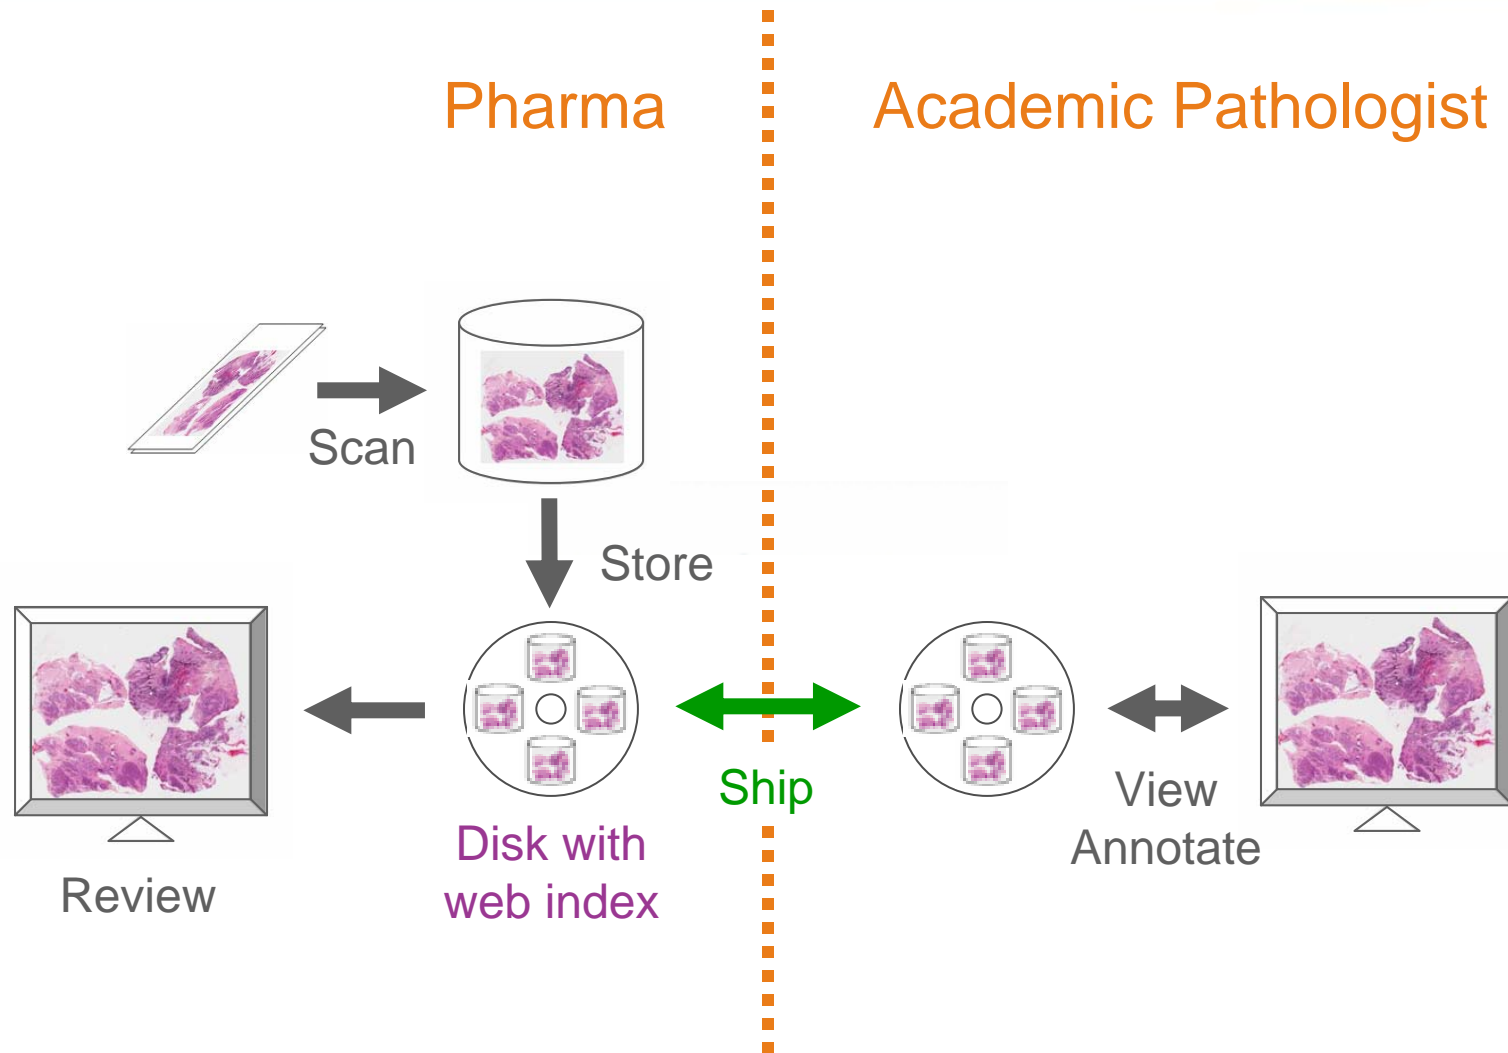 Pharma
Academic Pathologist
Scan
Store
Ship
View
Annotate
Disk with
web index
Review